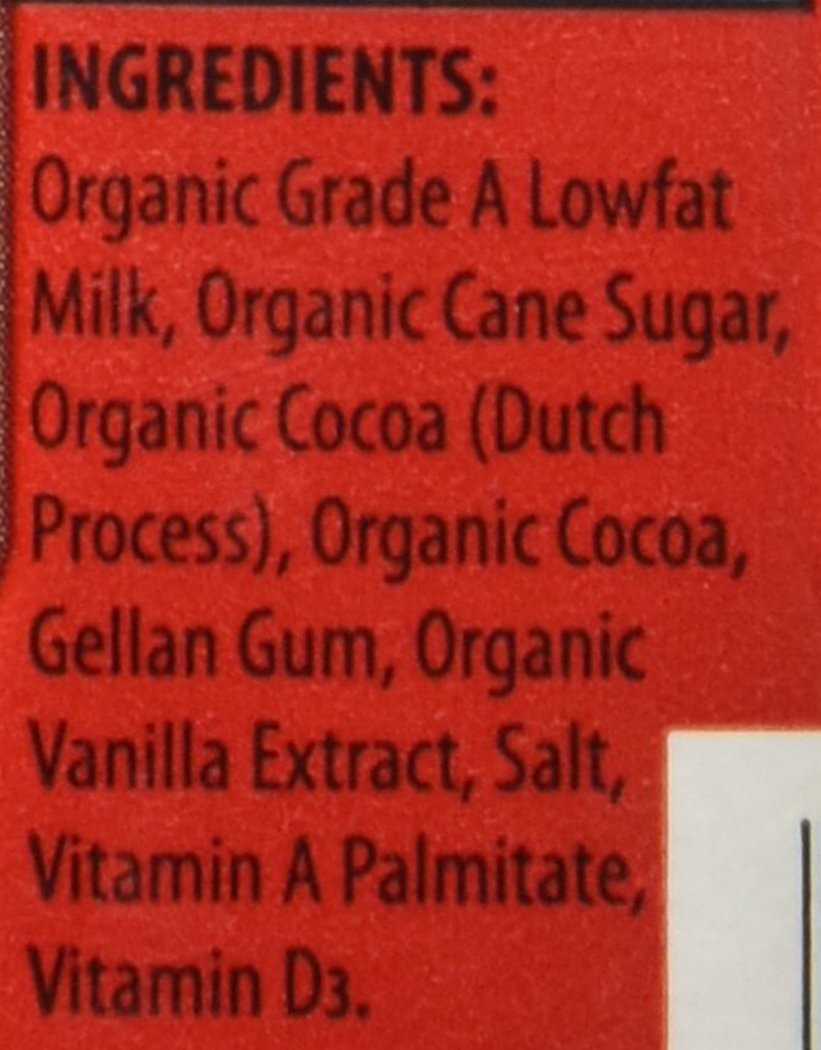 INGREDIENTS:
Organic Grade A Lowfat
Milk, Organic Cane Sugar,
Organic Cocoa (Dutch
Process), Organic Cocoa,
Gellan Gum, Organic
Vanilla Extract, Salt,
Vitamin A Palmitate,
Vitamin D3.